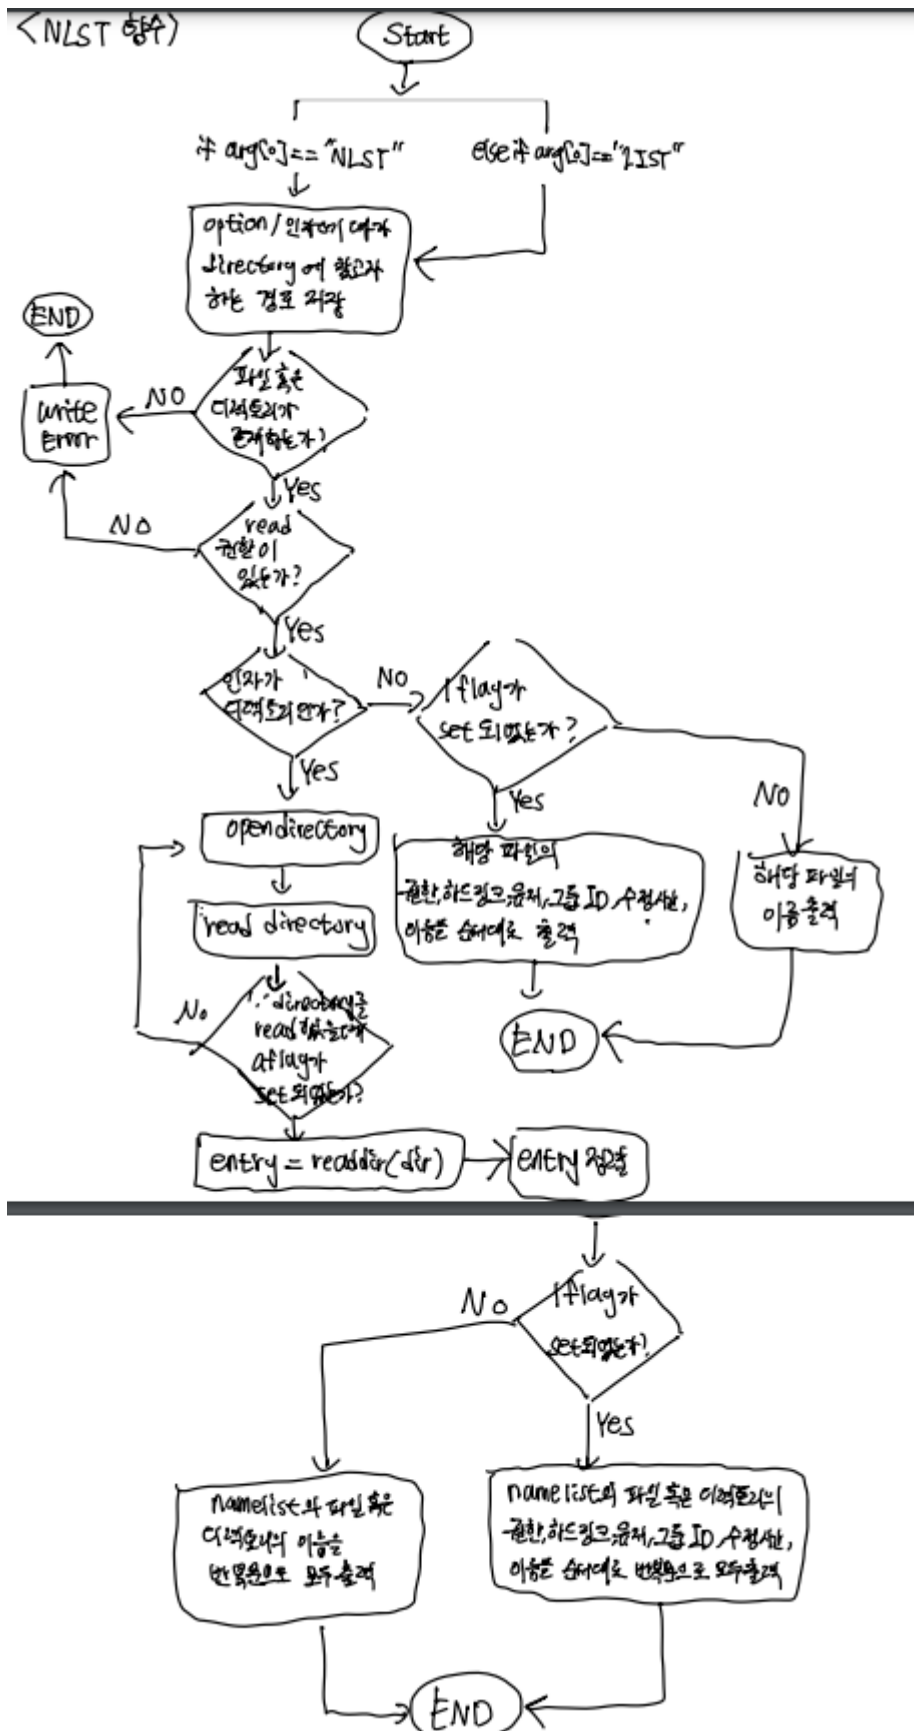 <NLST 함수>
Start
if arg[0]=="NLST"
else if arg[0]=="LIST"
option/인자에 따라
directory에 참고자
하는 경로 저장
END
write
Error
NO
파일 혹은
디렉토리가
존재하는가?
Yes
NO
read
권한이
있는가?
Yes
인자가
디렉토리인가?
NO
l flag가
set 되었는가?
Yes
Yes
NO
open directory
해당 파일의
권한,하드링크,유저,그룹 ID,수정시간,
이름을 순서대로 출력
해당 파일의
이름 출력
read directory
No
directory를
read했을 때
aflag가
set되었는가?
END
entry = readdir(dir)
entry 정렬
No
l flag가
set되었는가?
Yes
namelist의 파일 혹은
디렉토리의 이름을
반복문으로 모두 출력
namelist의 파일 혹은 디렉토리의
권한,하드링크,유저,그룹 ID,수정시간,
이름을 순서대로 반복문으로 모두 출력
END